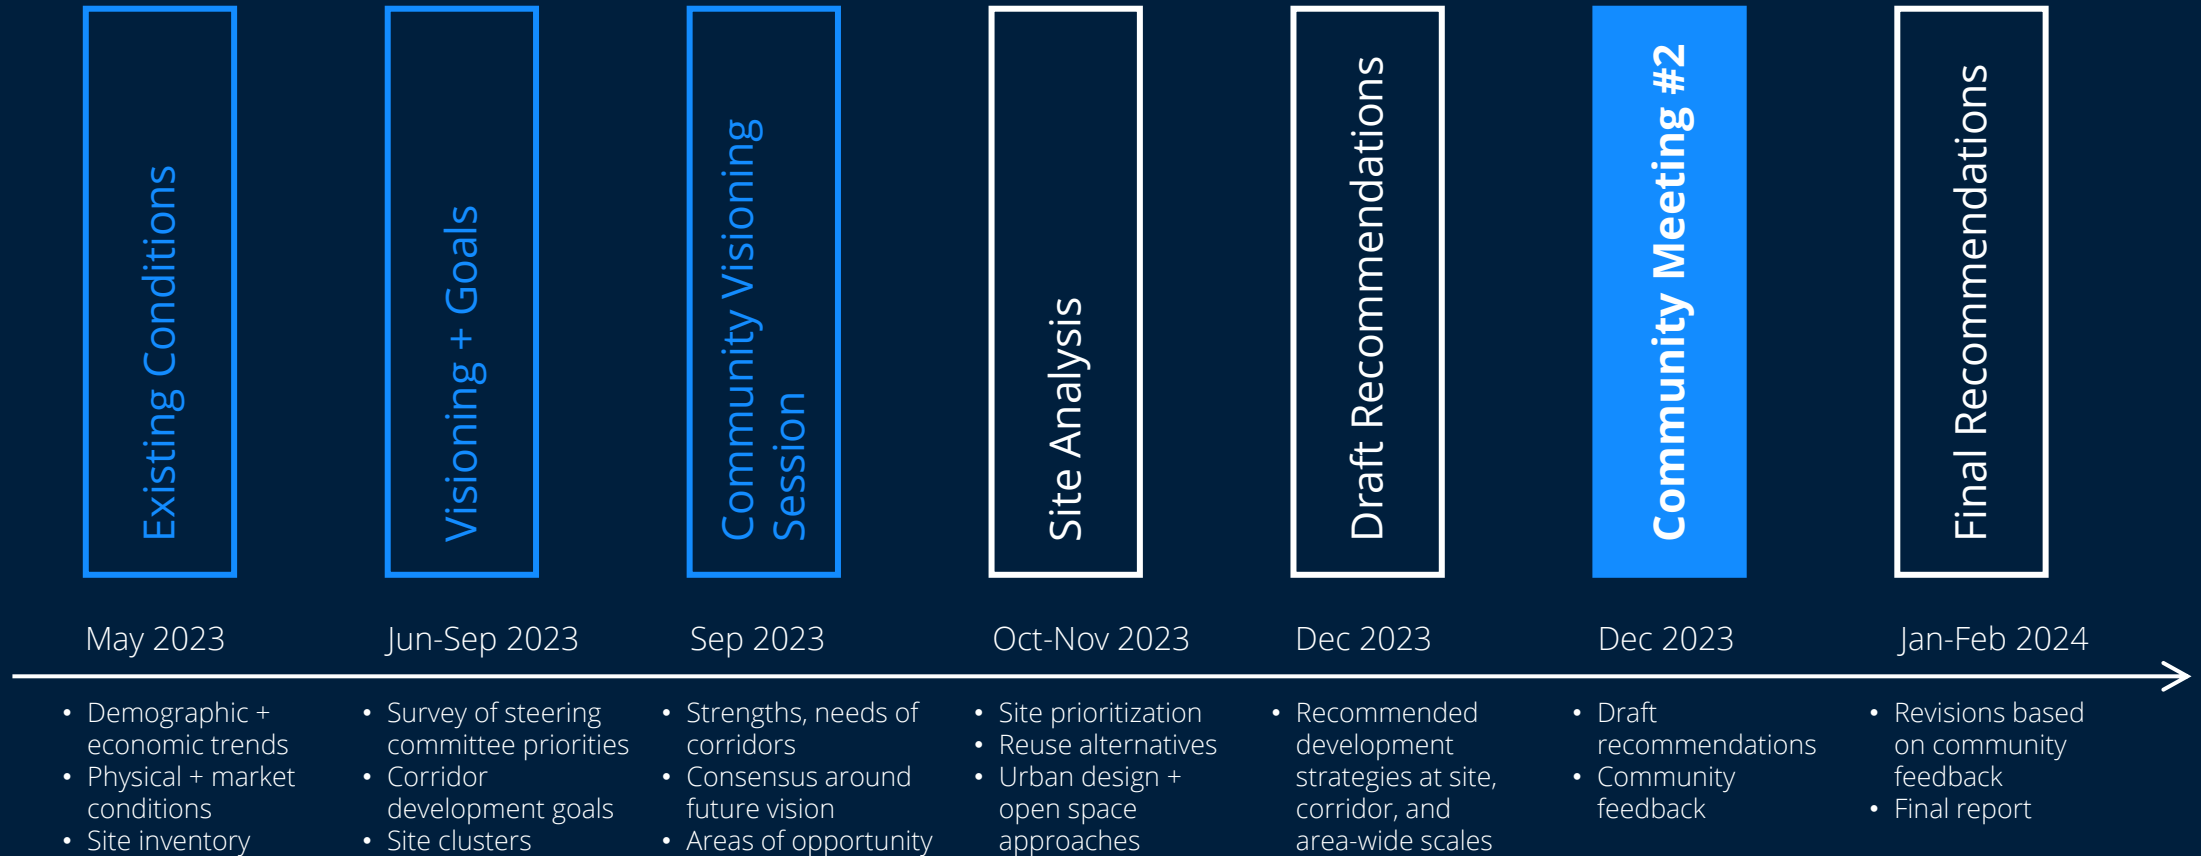 Existing Conditions
Visioning + Goals
Community Visioning
Session
Site Analysis
Draft Recommendations
Community Meeting #2
Final Recommendations
May 2023
Jun-Sep 2023
Sep 2023
Oct-Nov 2023
Dec 2023
Dec 2023
Jan-Feb 2024
• Demographic +
economic trends
• Physical + market
conditions
• Site inventory
• Survey of steering
committee priorities
• Corridor
development goals
• Site clusters
• Strengths, needs of
corridors
• Consensus around
future vision
• Areas of opportunity
• Site prioritization
• Reuse alternatives
• Urban design +
open space
approaches
• Recommended
development
strategies at site,
corridor, and
area-wide scales
• Draft
recommendations
• Community
feedback
• Revisions based
on community
feedback
• Final report